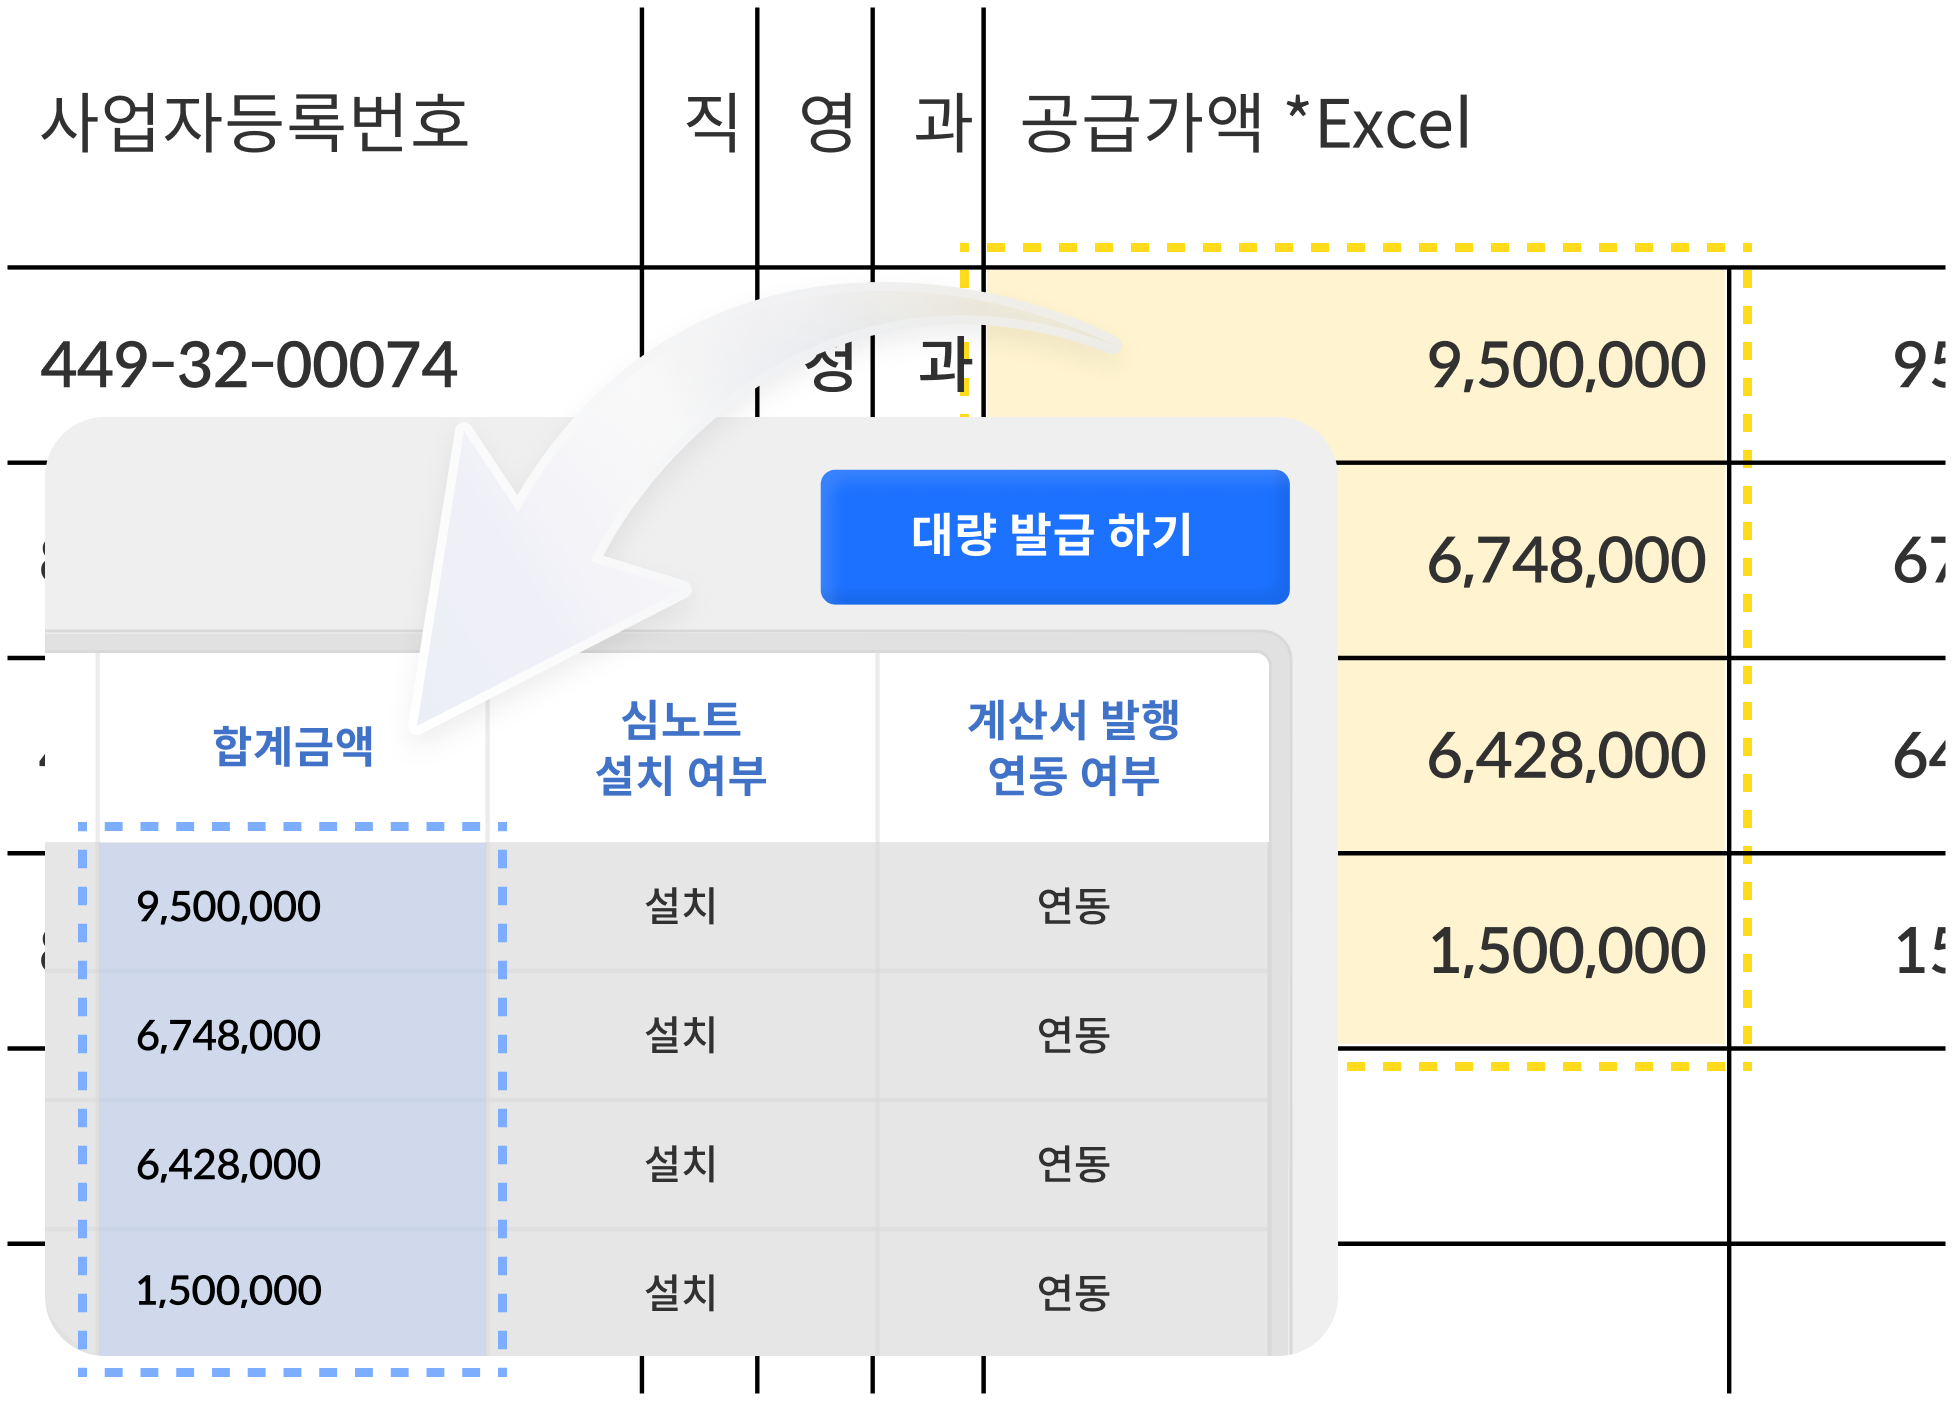 사업자등록번호 직 영 과 공급가액 *Excel
449-32-00074 과 9,500,000 95
대량 발급 하기
6,748,000 67
합계금액
심노트
설치 여부
계산서 발행
연동 여부
6,428,000 64
9,500,000 설치 연동
1,500,000 15
6,748,000 설치 연동
6,428,000 설치 연동
1,500,000 설치 연동